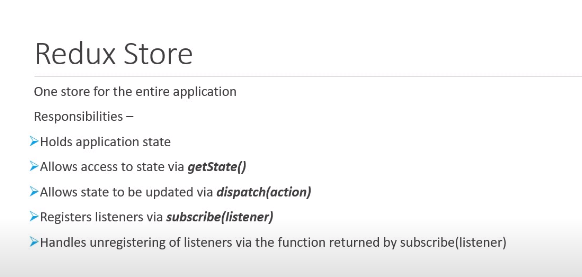 Redux Store
One store for the entire application
Responsibilities –
Holds application state
Allows access to state via getState()
Allows state to be updated via dispatch(action)
Registers listeners via subscribe(listener)
Handles unregistering of listeners via the function returned by subscribe(listener)